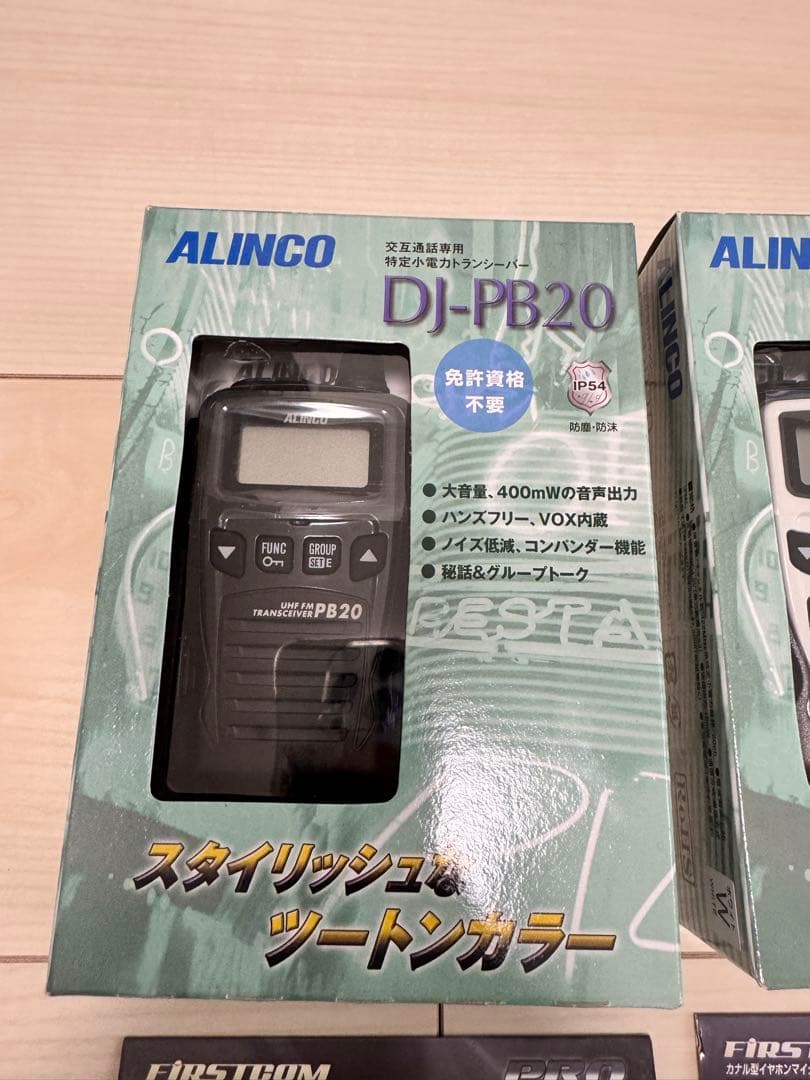 ALINCO
交互通話専用
特定小電力トランシーバー
DJ-PB20
免許資格
不要
IP54
防塵・防沫
ALINCO
ALINCO
● 大音量、400mWの音声出力
● ハンズフリー、VOX内蔵
● ノイズ低減、コンパンダー機能
● 秘話&グループトーク
▼ FUNC GROUP ▲
SET E
UHF FM
TRANSCEIVER PB20
BESTA
スタイリッシュな
ツートンカラー
ALIN
ALINCO
RoHS
W
WHITE
FIRSTCOM PRO
FIRS
カナル型イヤホンマイ